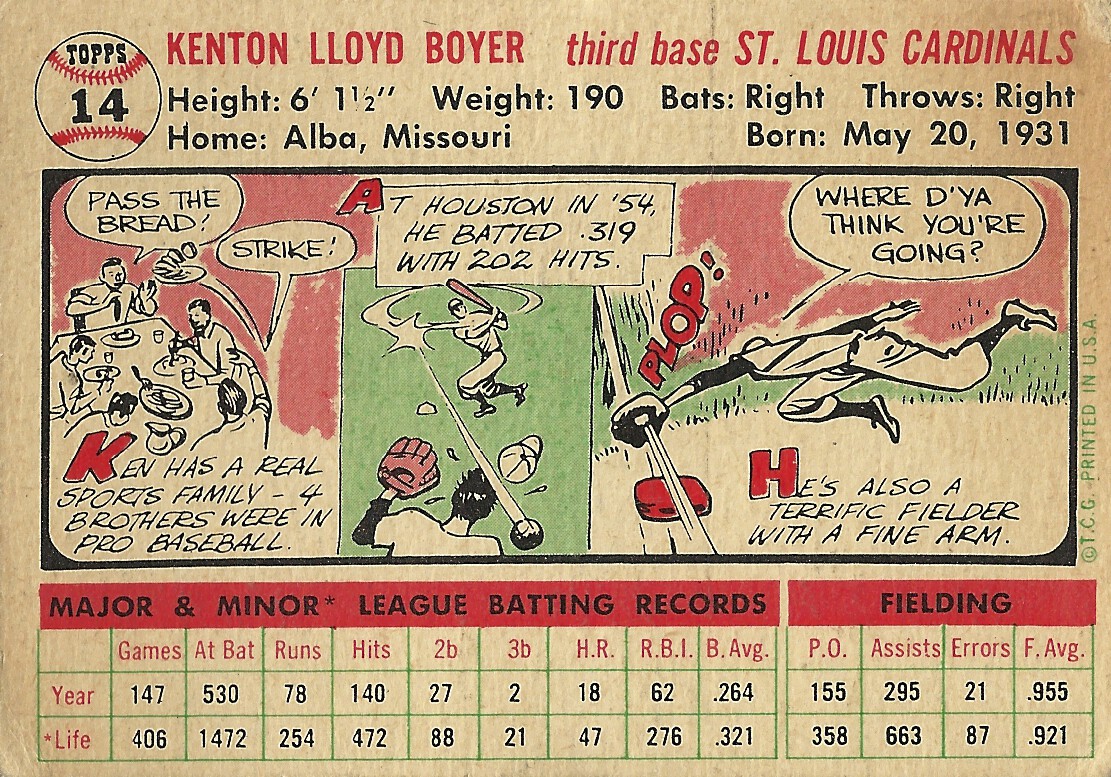 TOPPS
14
KENTON LLOYD BOYER third base ST. LOUIS CARDINALS
Height: 6' 1½" Weight: 190 Bats: Right Throws: Right
Home: Alba, Missouri Born: May 20, 1931
PASS THE
BREAD!
STRIKE!
KEN HAS A REAL
SPORTS FAMILY - 4
BROTHERS WERE IN
PRO BASEBALL.
AT HOUSTON IN '54,
HE BATTED .319
WITH 202 HITS.
WHERE D'YA
THINK YOU'RE
GOING?
PLOP!
HE'S ALSO A
TERRIFIC FIELDER
WITH A FINE ARM.
©T.C.G. PRINTED IN U.S.A.
MAJOR & MINOR* LEAGUE BATTING RECORDS FIELDING
Games At Bat Runs Hits 2b 3b H.R. R.B.I. B. Avg. P.O. Assists Errors F. Avg.
Year 147 530 78 140 27 2 18 62 .264 155 295 21 .955
*Life 406 1472 254 472 88 21 47 276 .321 358 663 87 .921